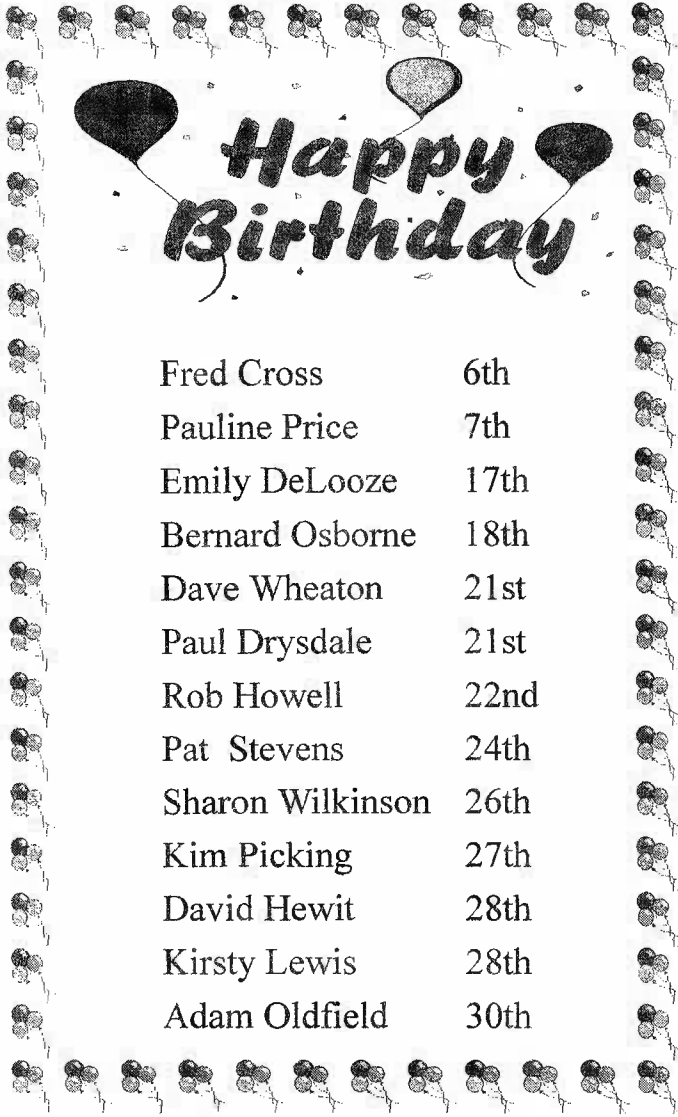 Happy
Birthday
Fred Cross 6th
Pauline Price 7th
Emily DeLooze 17th
Bernard Osborne 18th
Dave Wheaton 21st
Paul Drysdale 21st
Rob Howell 22nd
Pat Stevens 24th
Sharon Wilkinson 26th
Kim Picking 27th
David Hewit 28th
Kirsty Lewis 28th
Adam Oldfield 30th